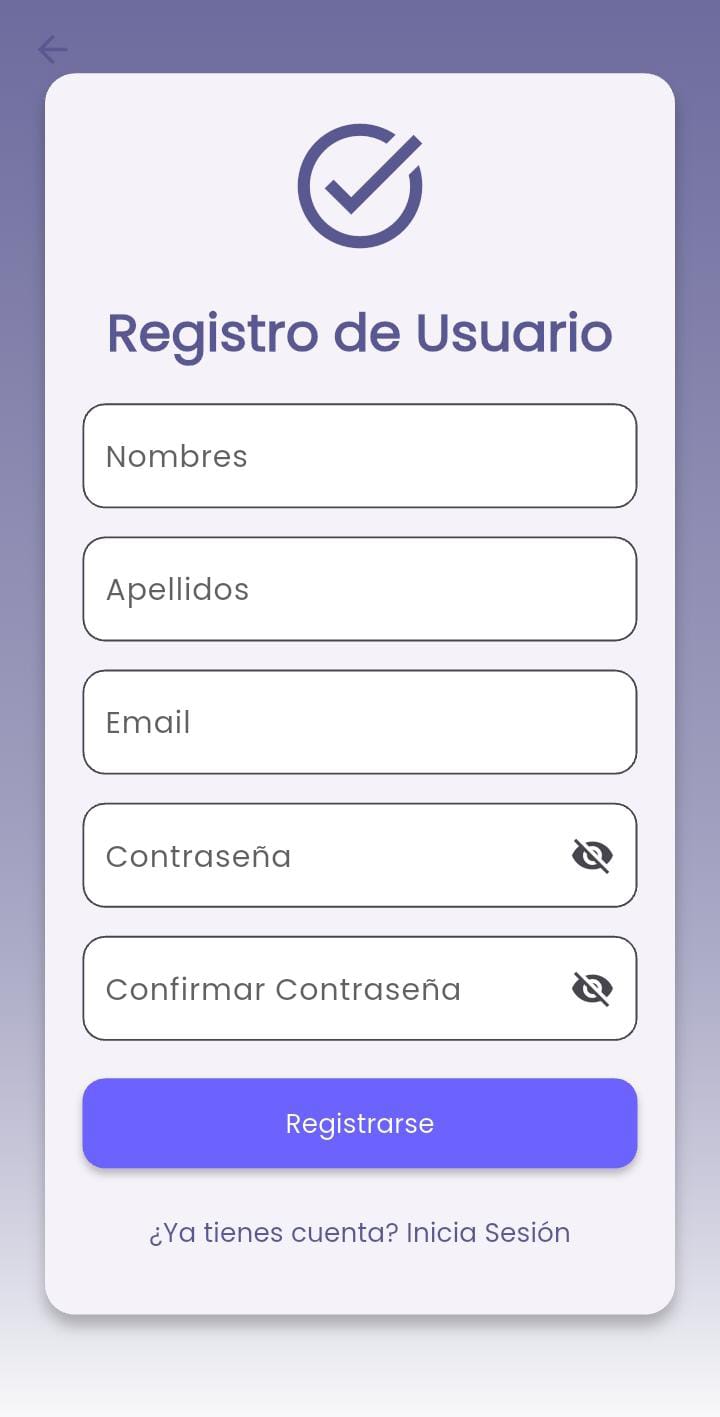 Registro de Usuario
Nombres
Apellidos
Email
Contraseña
Confirmar Contraseña
Registrarse
¿Ya tienes cuenta? Inicia Sesión